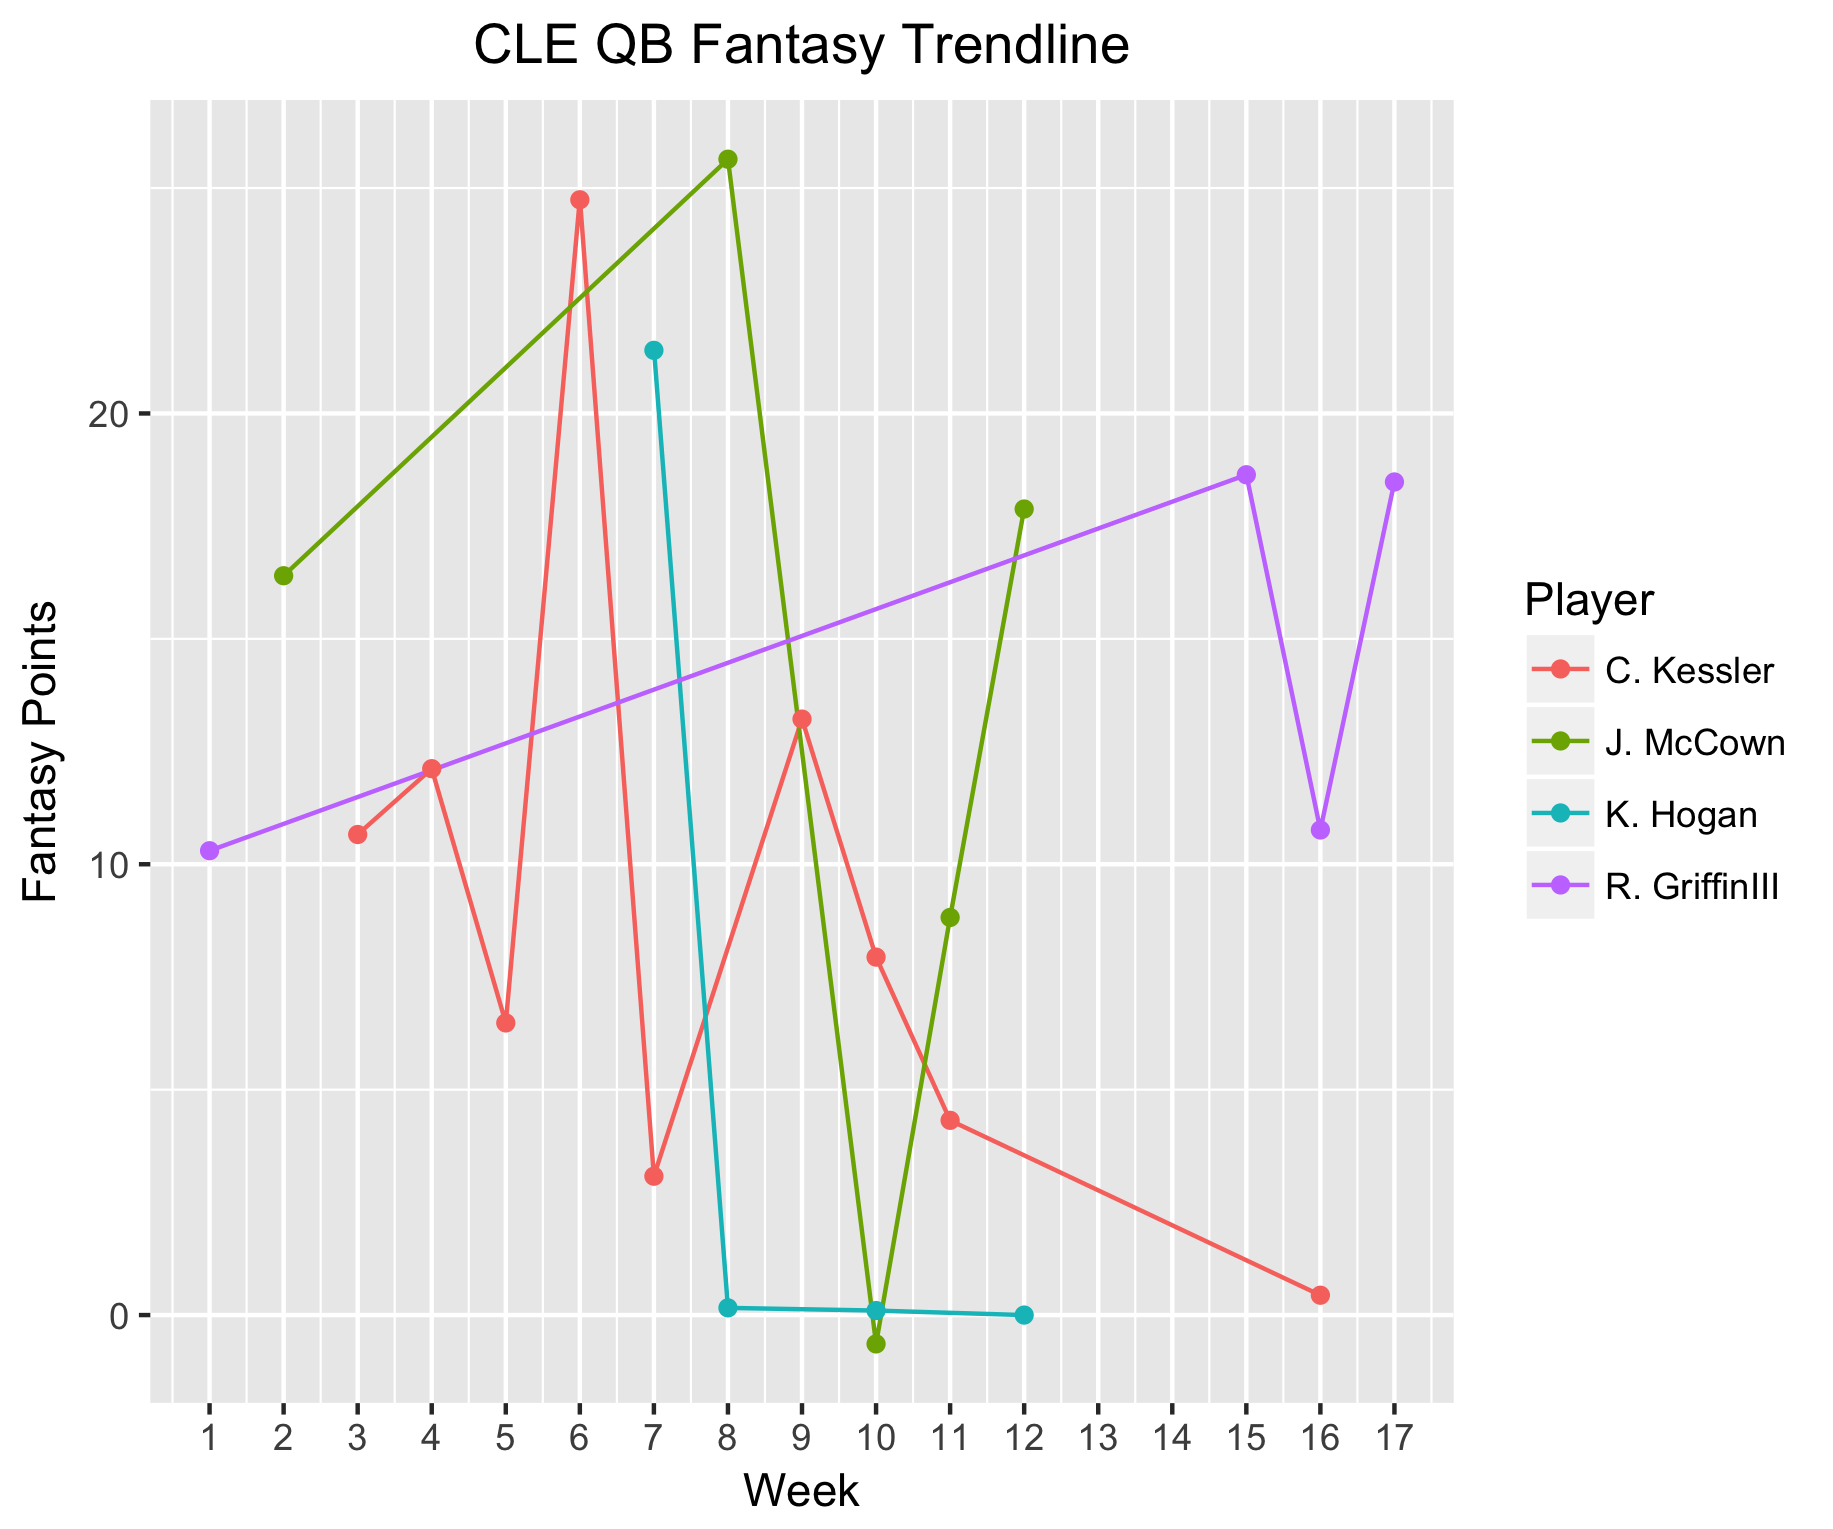 CLE QB Fantasy Trendline
Fantasy Points
20
10
0
1 2 3 4 5 6 7 8 9 10 11 12 13 14 15 16 17
Week
Player
C. Kessler
J. McCown
K. Hogan
R. GriffinIII